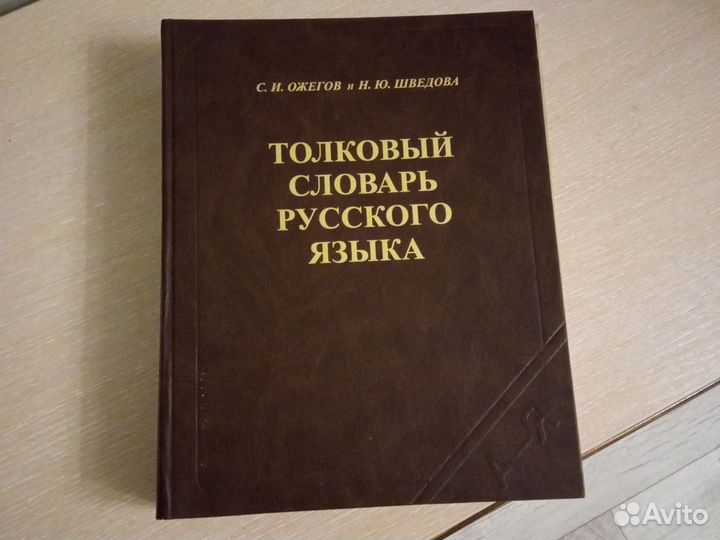 С. И. ОЖЕГОВ и Н. Ю. ШВЕДОВА
ТОЛКОВЫЙ
СЛОВАРЬ
РУССКОГО
ЯЗЫКА
А-Я
Avito